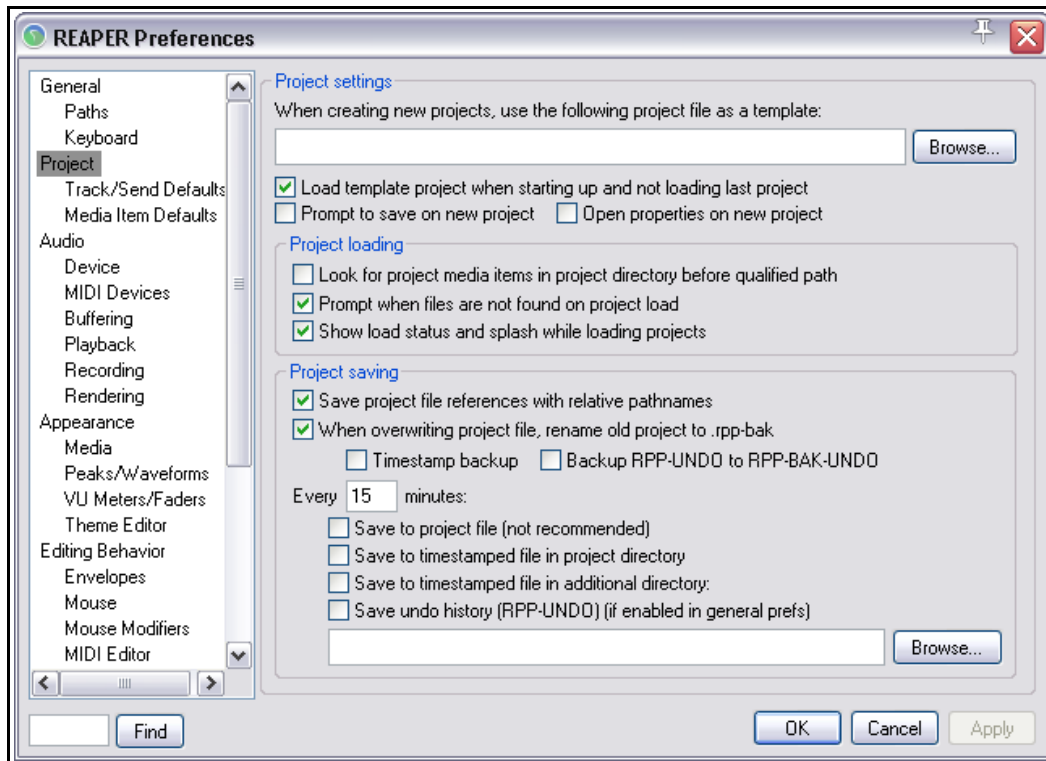 REAPER Preferences
General
Paths
Keyboard
Project
Track/Send Defaults
Media Item Defaults
Audio
Device
MIDI Devices
Buffering
Playback
Recording
Rendering
Appearance
Media
Peaks/Waveforms
VU Meters/Faders
Theme Editor
Editing Behavior
Envelopes
Mouse
Mouse Modifiers
MIDI Editor
Find
Project settings
When creating new projects, use the following project file as a template:
Browse...
Load template project when starting up and not loading last project
Prompt to save on new project Open properties on new project
Project loading
Look for project media items in project directory before qualified path
Prompt when files are not found on project load
Show load status and splash while loading projects
Project saving
Save project file references with relative pathnames
When overwriting project file, rename old project to .rpp-bak
Timestamp backup Backup RPP-UNDO to RPP-BAK-UNDO
Every 15 minutes:
Save to project file (not recommended)
Save to timestamped file in project directory
Save to timestamped file in additional directory:
Save undo history (RPP-UNDO) (if enabled in general prefs)
Browse...
OK Cancel Apply